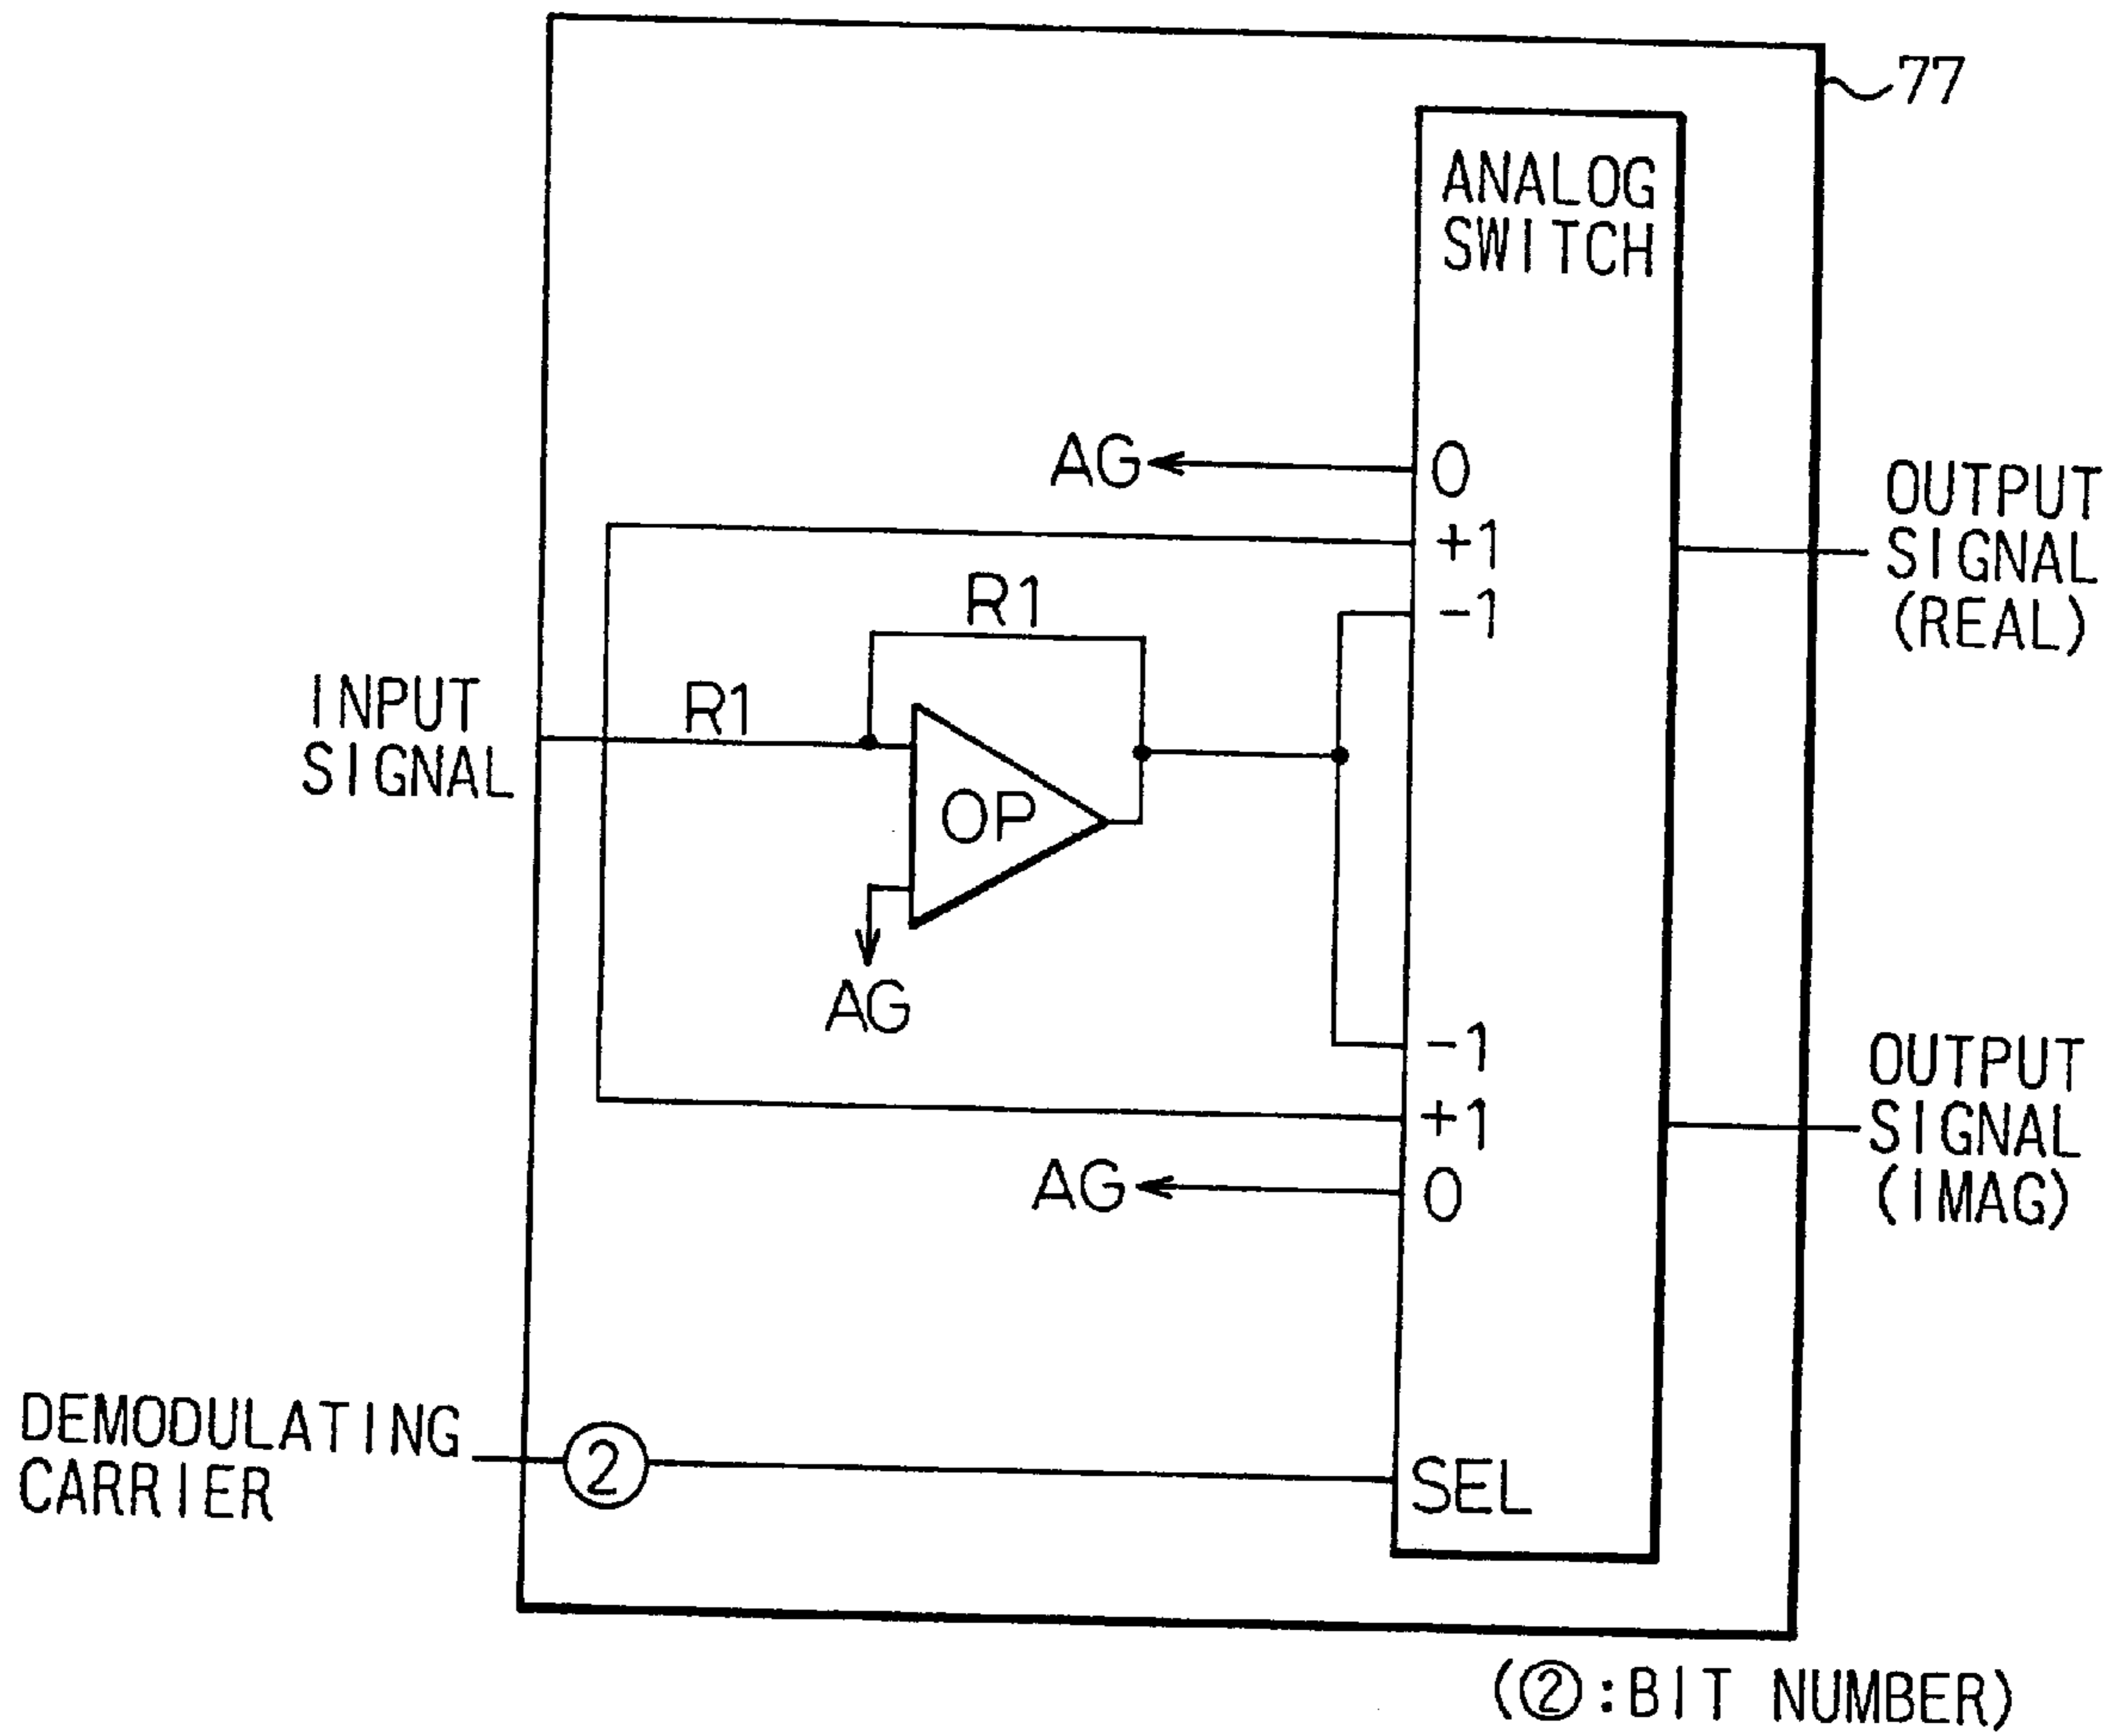 77
ANALOG
SWITCH
AG
0
+1
-1
R1
R1
INPUT
SIGNAL
OP
AG
OUTPUT
SIGNAL
(REAL)
-1
+1
AG
0
OUTPUT
SIGNAL
(IMAG)
DEMODULATING
CARRIER
②
SEL
(②:BIT NUMBER)